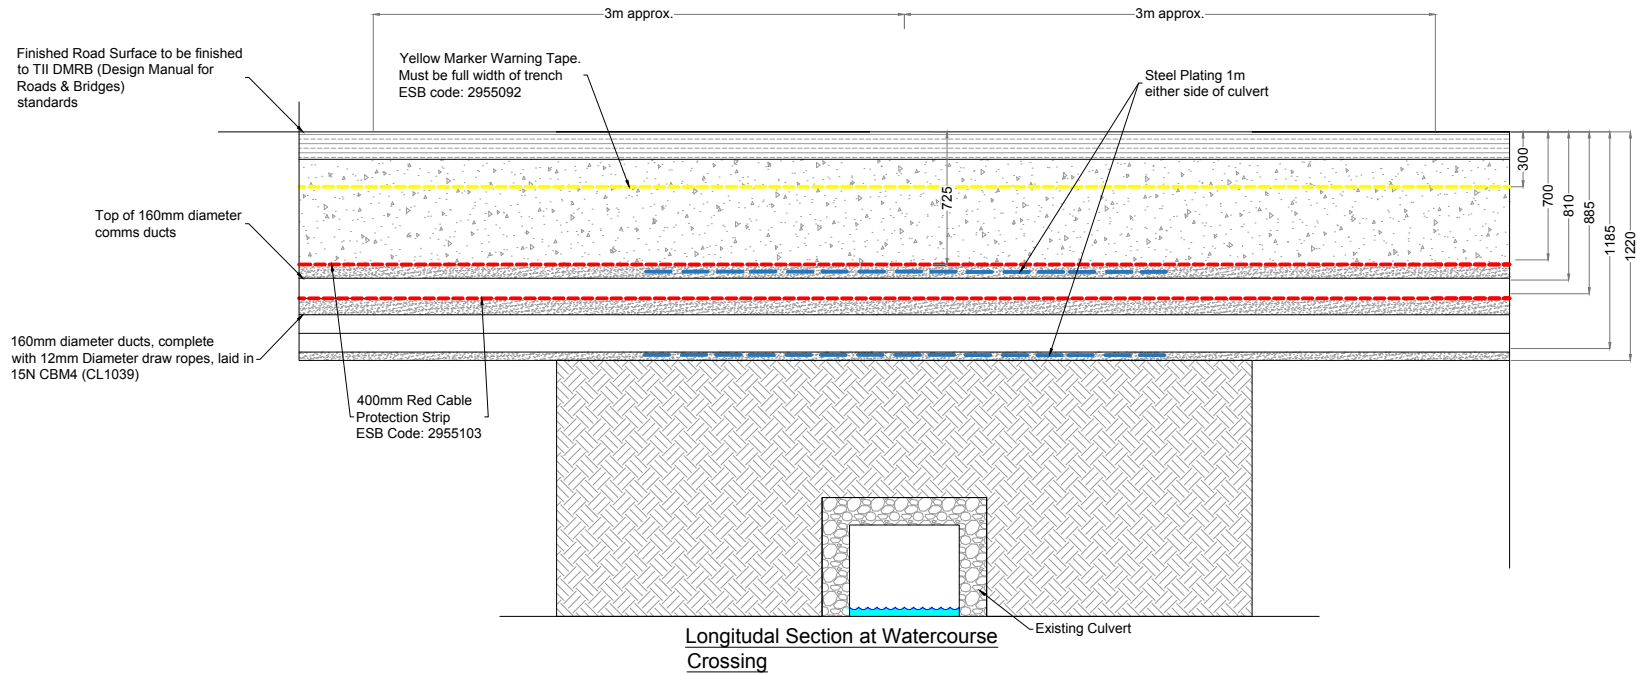 3m approx.
3m approx.
Finished Road Surface to be finished
to TII DMRB (Design Manual for
Roads & Bridges)
standards
Yellow Marker Warning Tape.
Must be full width of trench
ESB code: 2955092
Steel Plating 1m
either side of culvert
725
300
700
810
885
1185
1220
Top of 160mm diameter
comms ducts
160mm diameter ducts, complete
with 12mm Diameter draw ropes, laid in
15N CBM4 (CL1039)
400mm Red Cable
Protection Strip
ESB Code: 2955103
Existing Culvert
Longitudal Section at Watercourse
Crossing